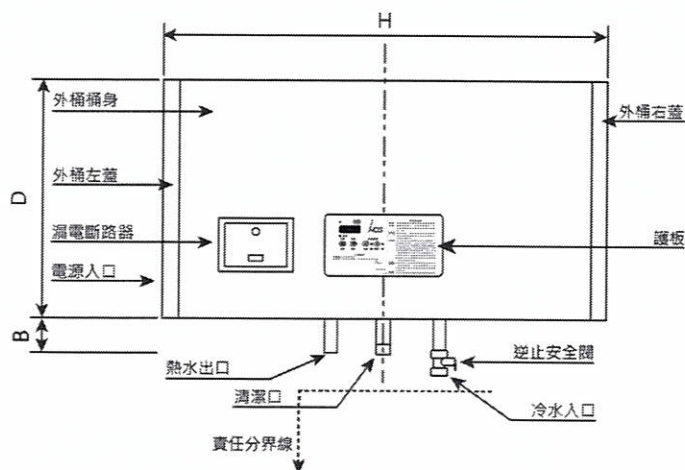 H
外桶桶身
外桶右蓋
外桶左蓋
D
漏電斷路器
護板
電源入口
B
熱水出口
逆止安全閥
清潔口
冷水入口
責任分界線